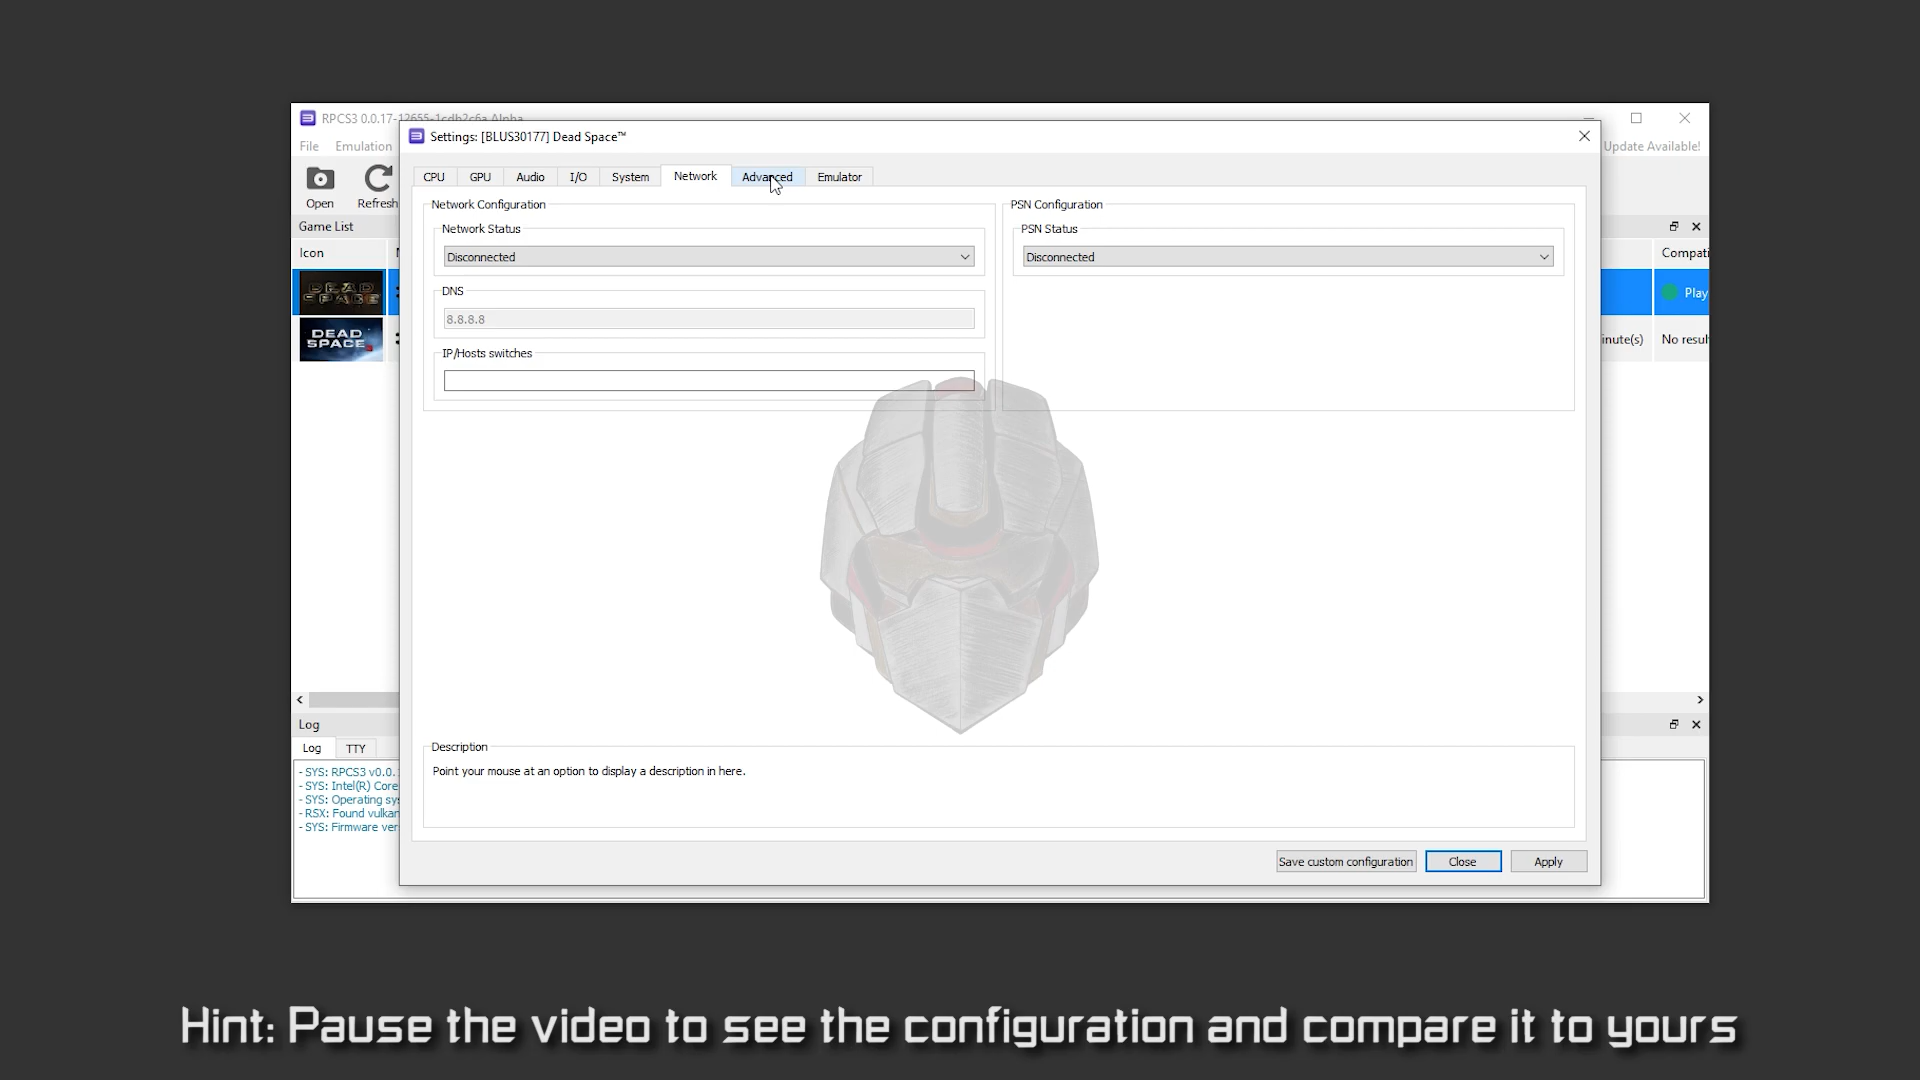 RPCS3 0.0.17-12655-1cdb2c6a Alpha
Settings: [BLUS30177] Dead Space™
File
Emulation
Update Available!
CPU
GPU
Audio
I/O
System
Network
Advanced
Emulator
Open
Refresh
Game List
Icon
Compati
DEAD SPACE
Play
DEAD
SPACE
inute(s)
No resul
Network Configuration
Network Status
Disconnected
DNS
8.8.8.8
IP/Hosts switches
PSN Configuration
PSN Status
Disconnected
Description
Point your mouse at an option to display a description in here.
Log
Log
TTY
- SYS: RPCS3 v0.0.
- SYS: Intel(R) Core
- SYS: Operating sy
- RSX: Found vulkan
- SYS: Firmware ver
Save custom configuration
Close
Apply
Hint: Pause the video to see the configuration and compare it to yours